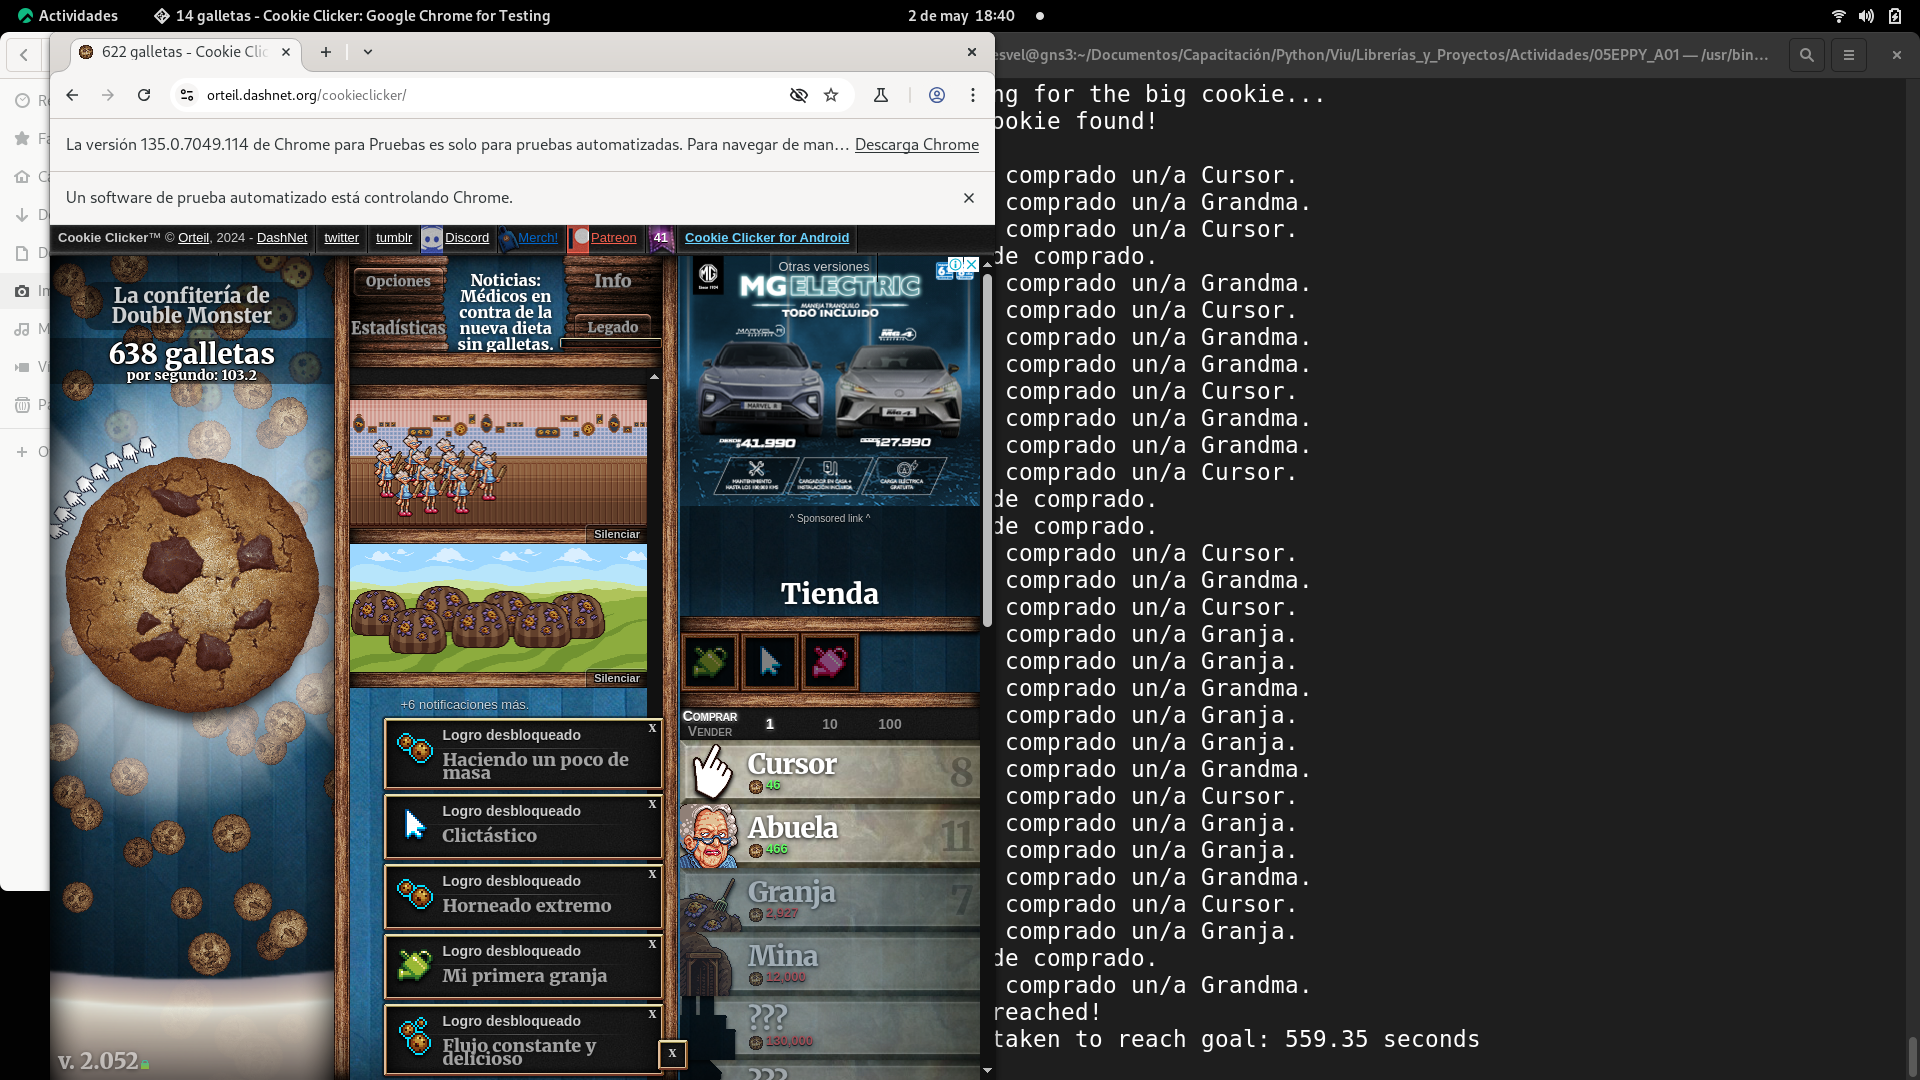 Actividades
14 galletas - Cookie Clicker: Google Chrome for Testing
2 de may 18:40
622 galletas - Cookie Clic
orteil.dashnet.org/cookieclicker/
La versión 135.0.7049.114 de Chrome para Pruebas es solo para pruebas automatizadas. Para navegar de man… Descarga Chrome
Un software de prueba automatizado está controlando Chrome.
Cookie Clicker™ © Orteil, 2024 - DashNet
twitter
tumblr
Discord
Merch!
Patreon
41
Cookie Clicker for Android
La confitería de
Double Monster
638 galletas
por segundo: 103.2
v. 2.052
Opciones
Estadísticas
Noticias:
Médicos en
contra de la
nueva dieta
sin galletas.
Info
Legado
Silenciar
Silenciar
+6 notificaciones más.
Logro desbloqueado
Haciendo un poco de
masa
x
Logro desbloqueado
Clictástico
x
Logro desbloqueado
Horneado extremo
x
Logro desbloqueado
Mi primera granja
x
Logro desbloqueado
Flujo constante y
delicioso
x
x
Otras versiones
MG
MG ELECTRIC
MANEJA TRANQUILO
TODO INCLUIDO
MG4
MARVEL R
MG4
$41.990
$27.990
MANTENIMIENTO
CARGADOR EN CASA +
INSTALACIÓN INCLUIDA
CARGA ELÉCTRICA
GRATUITA
^ Sponsored link ^
Tienda
Comprar
Vender
1
10
100
Cursor
46
8
Abuela
466
11
Granja
2,927
7
Mina
12,000
???
130,000
???
esvel@gns3:~/Documentos/Capacitación/Python/Viu/Librerías_y_Proyectos/Actividades/05EPPY_A01 — /usr/bin…
ng for the big cookie...
ookie found!
comprado un/a Cursor.
comprado un/a Grandma.
comprado un/a Cursor.
de comprado.
comprado un/a Grandma.
comprado un/a Cursor.
comprado un/a Grandma.
comprado un/a Grandma.
comprado un/a Cursor.
comprado un/a Grandma.
comprado un/a Grandma.
comprado un/a Cursor.
de comprado.
de comprado.
comprado un/a Cursor.
comprado un/a Grandma.
comprado un/a Cursor.
comprado un/a Granja.
comprado un/a Granja.
comprado un/a Grandma.
comprado un/a Granja.
comprado un/a Granja.
comprado un/a Grandma.
comprado un/a Cursor.
comprado un/a Granja.
comprado un/a Granja.
comprado un/a Grandma.
comprado un/a Cursor.
comprado un/a Granja.
de comprado.
comprado un/a Grandma.
reached!
taken to reach goal: 559.35 seconds